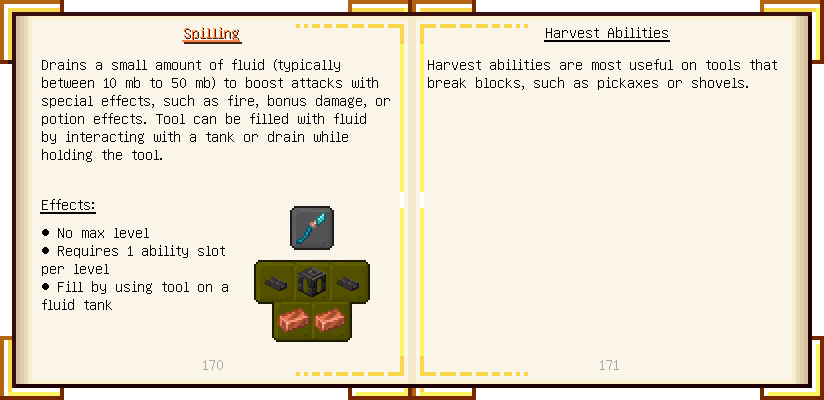 Spilling
Drains a small amount of fluid (typically
between 10 mb to 50 mb) to boost attacks with
special effects, such as fire, bonus damage, or
potion effects. Tool can be filled with fluid
by interacting with a tank or drain while
holding the tool.
Effects:
● No max level
● Requires 1 ability slot
per level
● Fill by using tool on a
fluid tank
170
Harvest Abilities
Harvest abilities are most useful on tools that
break blocks, such as pickaxes or shovels.
171